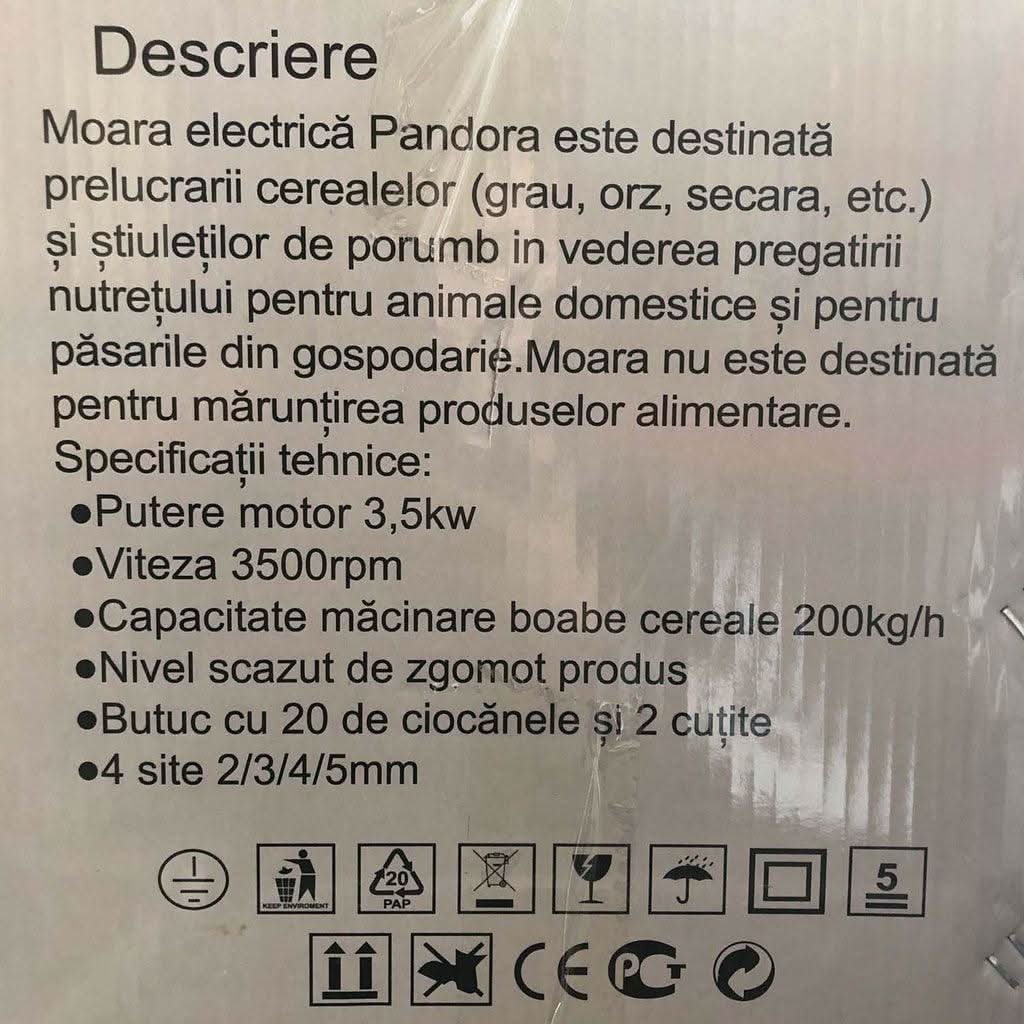 Descriere
Moara electrică Pandora este destinată
prelucrarii cerealelor (grau, orz, secara, etc.)
și știuleților de porumb in vederea pregatirii
nutrețului pentru animale domestice și pentru
păsarile din gospodarie.Moara nu este destinată
pentru mărunțirea produselor alimentare.
Specificații tehnice:
●Putere motor 3,5kw
●Viteza 3500rpm
●Capacitate măcinare boabe cereale 200kg/h
●Nivel scazut de zgomot produs
●Butuc cu 20 de ciocănele și 2 cuțite
●4 site 2/3/4/5mm
KEEP ENVIROMENT
20
PAP
5
CE PCT